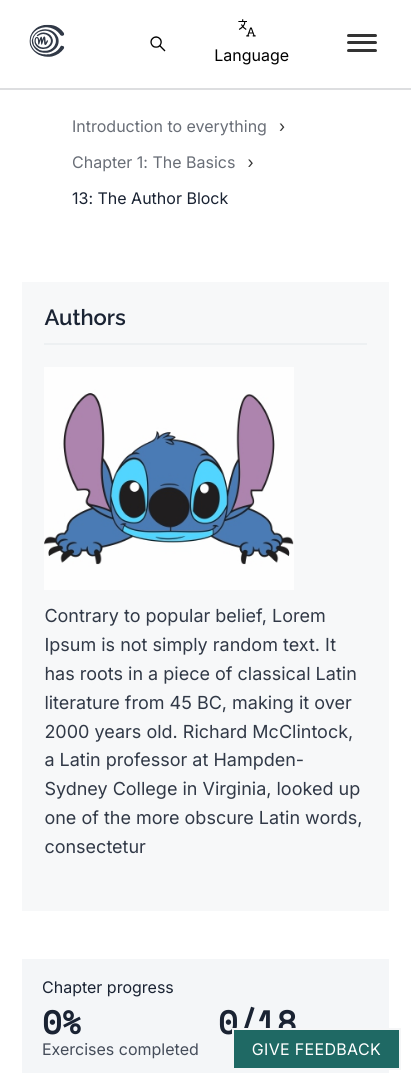 Language
Introduction to everything ›
Chapter 1: The Basics ›
13: The Author Block
Authors
Contrary to popular belief, Lorem
Ipsum is not simply random text. It
has roots in a piece of classical Latin
literature from 45 BC, making it over
2000 years old. Richard McClintock,
a Latin professor at Hampden-
Sydney College in Virginia, looked up
one of the more obscure Latin words,
consectetur
Chapter progress
0% 0/18
Exercises completed
GIVE FEEDBACK